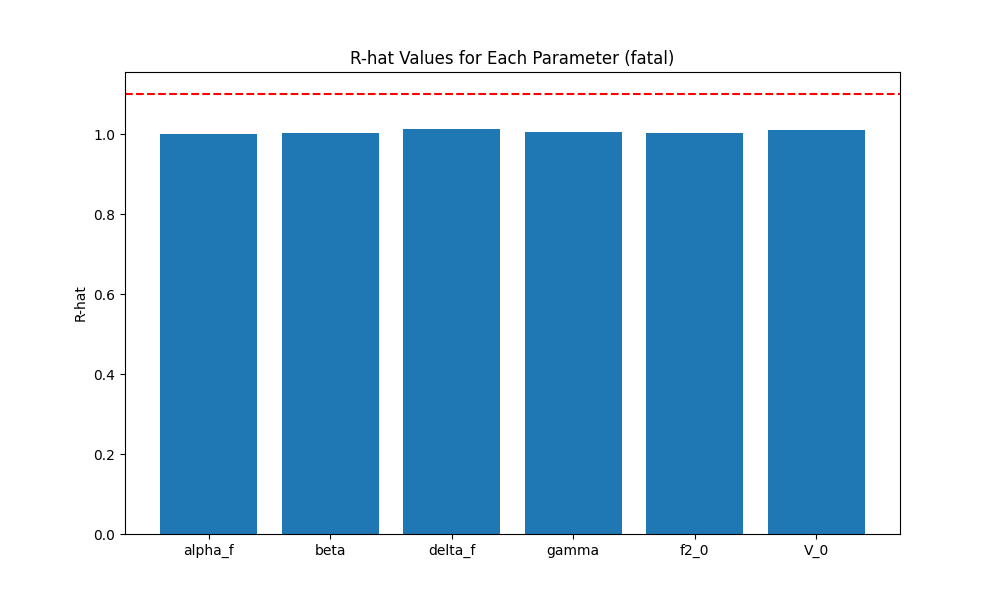 R-hat Values for Each Parameter (fatal)
R-hat
1.0
0.8
0.6
0.4
0.2
0.0
alpha_f beta delta_f gamma f2_0 V_0